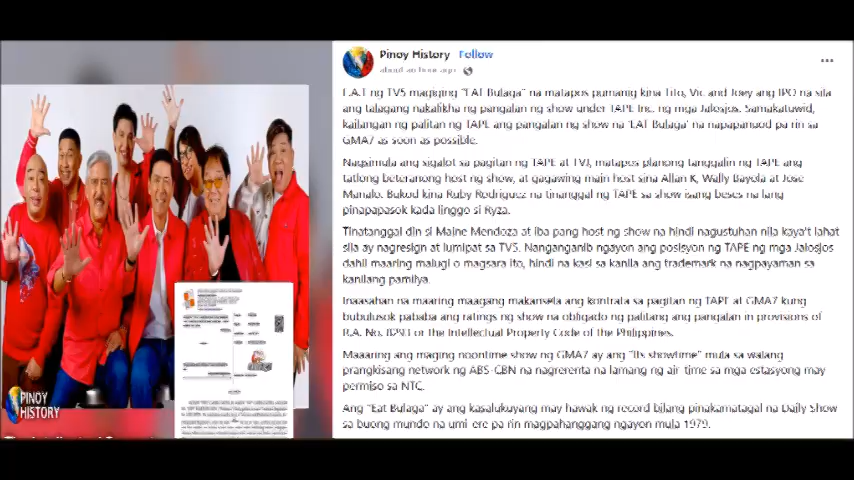 Pinoy History Follow
about an hour ago
E.A.T ng TV5 magiging "EAT Bulaga" na matapos pumanig kina Tito, Vic and Joey ang IPO na sila
ang talagang nakalikha ng pangalan ng show under TAPE Inc. ng mga Jalosjos. Samakatuwid,
kailangan ng palitan ng TAPE ang pangalan ng show na 'EAT Bulaga' na napapanuod pa rin sa
GMA7 as soon as possible.
Nagsimula ang sigalot sa pagitan ng TAPE at TVJ, matapos planong tanggalin ng TAPE ang
tatlong beteranong host ng show, at gagawing main host sina Allan K, Wally Bayola at Jose
Manalo. Bukod kina Ruby Rodriguez na tinanggal ng TAPE sa show isang beses na lang
pinapapasok kada linggo si Ryza.
Tinatanggal din si Maine Mendoza at iba pang host ng show na hindi nagustuhan nila kaya't lahat
sila ay nagresign at lumipat sa TV5. Nanganganib ngayon ang posisyon ng TAPE ng mga Jalosjos
dahil maaring malugi o magsara ito, hindi na kasi sa kanila ang trademark na nagpayaman sa
kanilang pamilya.
Inaasahan na maaring maagang makansela ang kontrata sa pagitan ng TAPE at GMA7 kung
bubulusok pababa ang ratings ng show na obligado ng palitang ang pangalan in provisions of
R.A. No. 8293 or the Intellectual Property Code of the Philippines.
Maaaring ang maging noontime show ng GMA7 ay ang "Its showtime" mula sa walang
prangkisang network ng ABS-CBN na nagrerenta na lamang ng air time sa mga estasyong may
permiso sa NTC.
Ang "Eat Bulaga" ay ang kasalukuyang may hawak ng record bilang pinakamatagal na Daily Show
sa buong mundo na umi-ere pa rin magpahanggang ngayon mula 1979.
PINOY
HISTORY